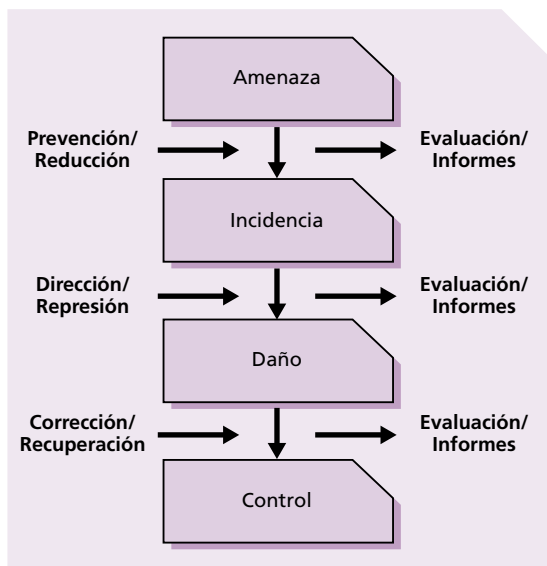 Amenaza
Prevención/
Reducción
Evaluación/
Informes
Incidencia
Dirección/
Represión
Evaluación/
Informes
Daño
Corrección/
Recuperación
Evaluación/
Informes
Control